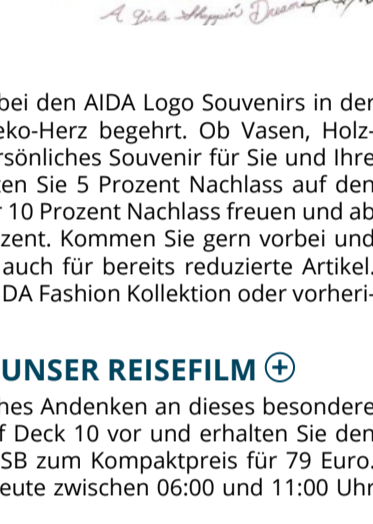 A Girls Shoppin' Dream
bei den AIDA Logo Souvenirs in der
eko-Herz begehrt. Ob Vasen, Holz-
rsönliches Souvenir für Sie und Ihre
en Sie 5 Prozent Nachlass auf den
10 Prozent Nachlass freuen und ab
zent. Kommen Sie gern vorbei und
auch für bereits reduzierte Artikel.
DA Fashion Kollektion oder vorheri-
UNSER REISEFILM
hes Andenken an dieses besondere
f Deck 10 vor und erhalten Sie den
SB zum Kompaktpreis für 79 Euro.
eute zwischen 06:00 und 11:00 Uhr